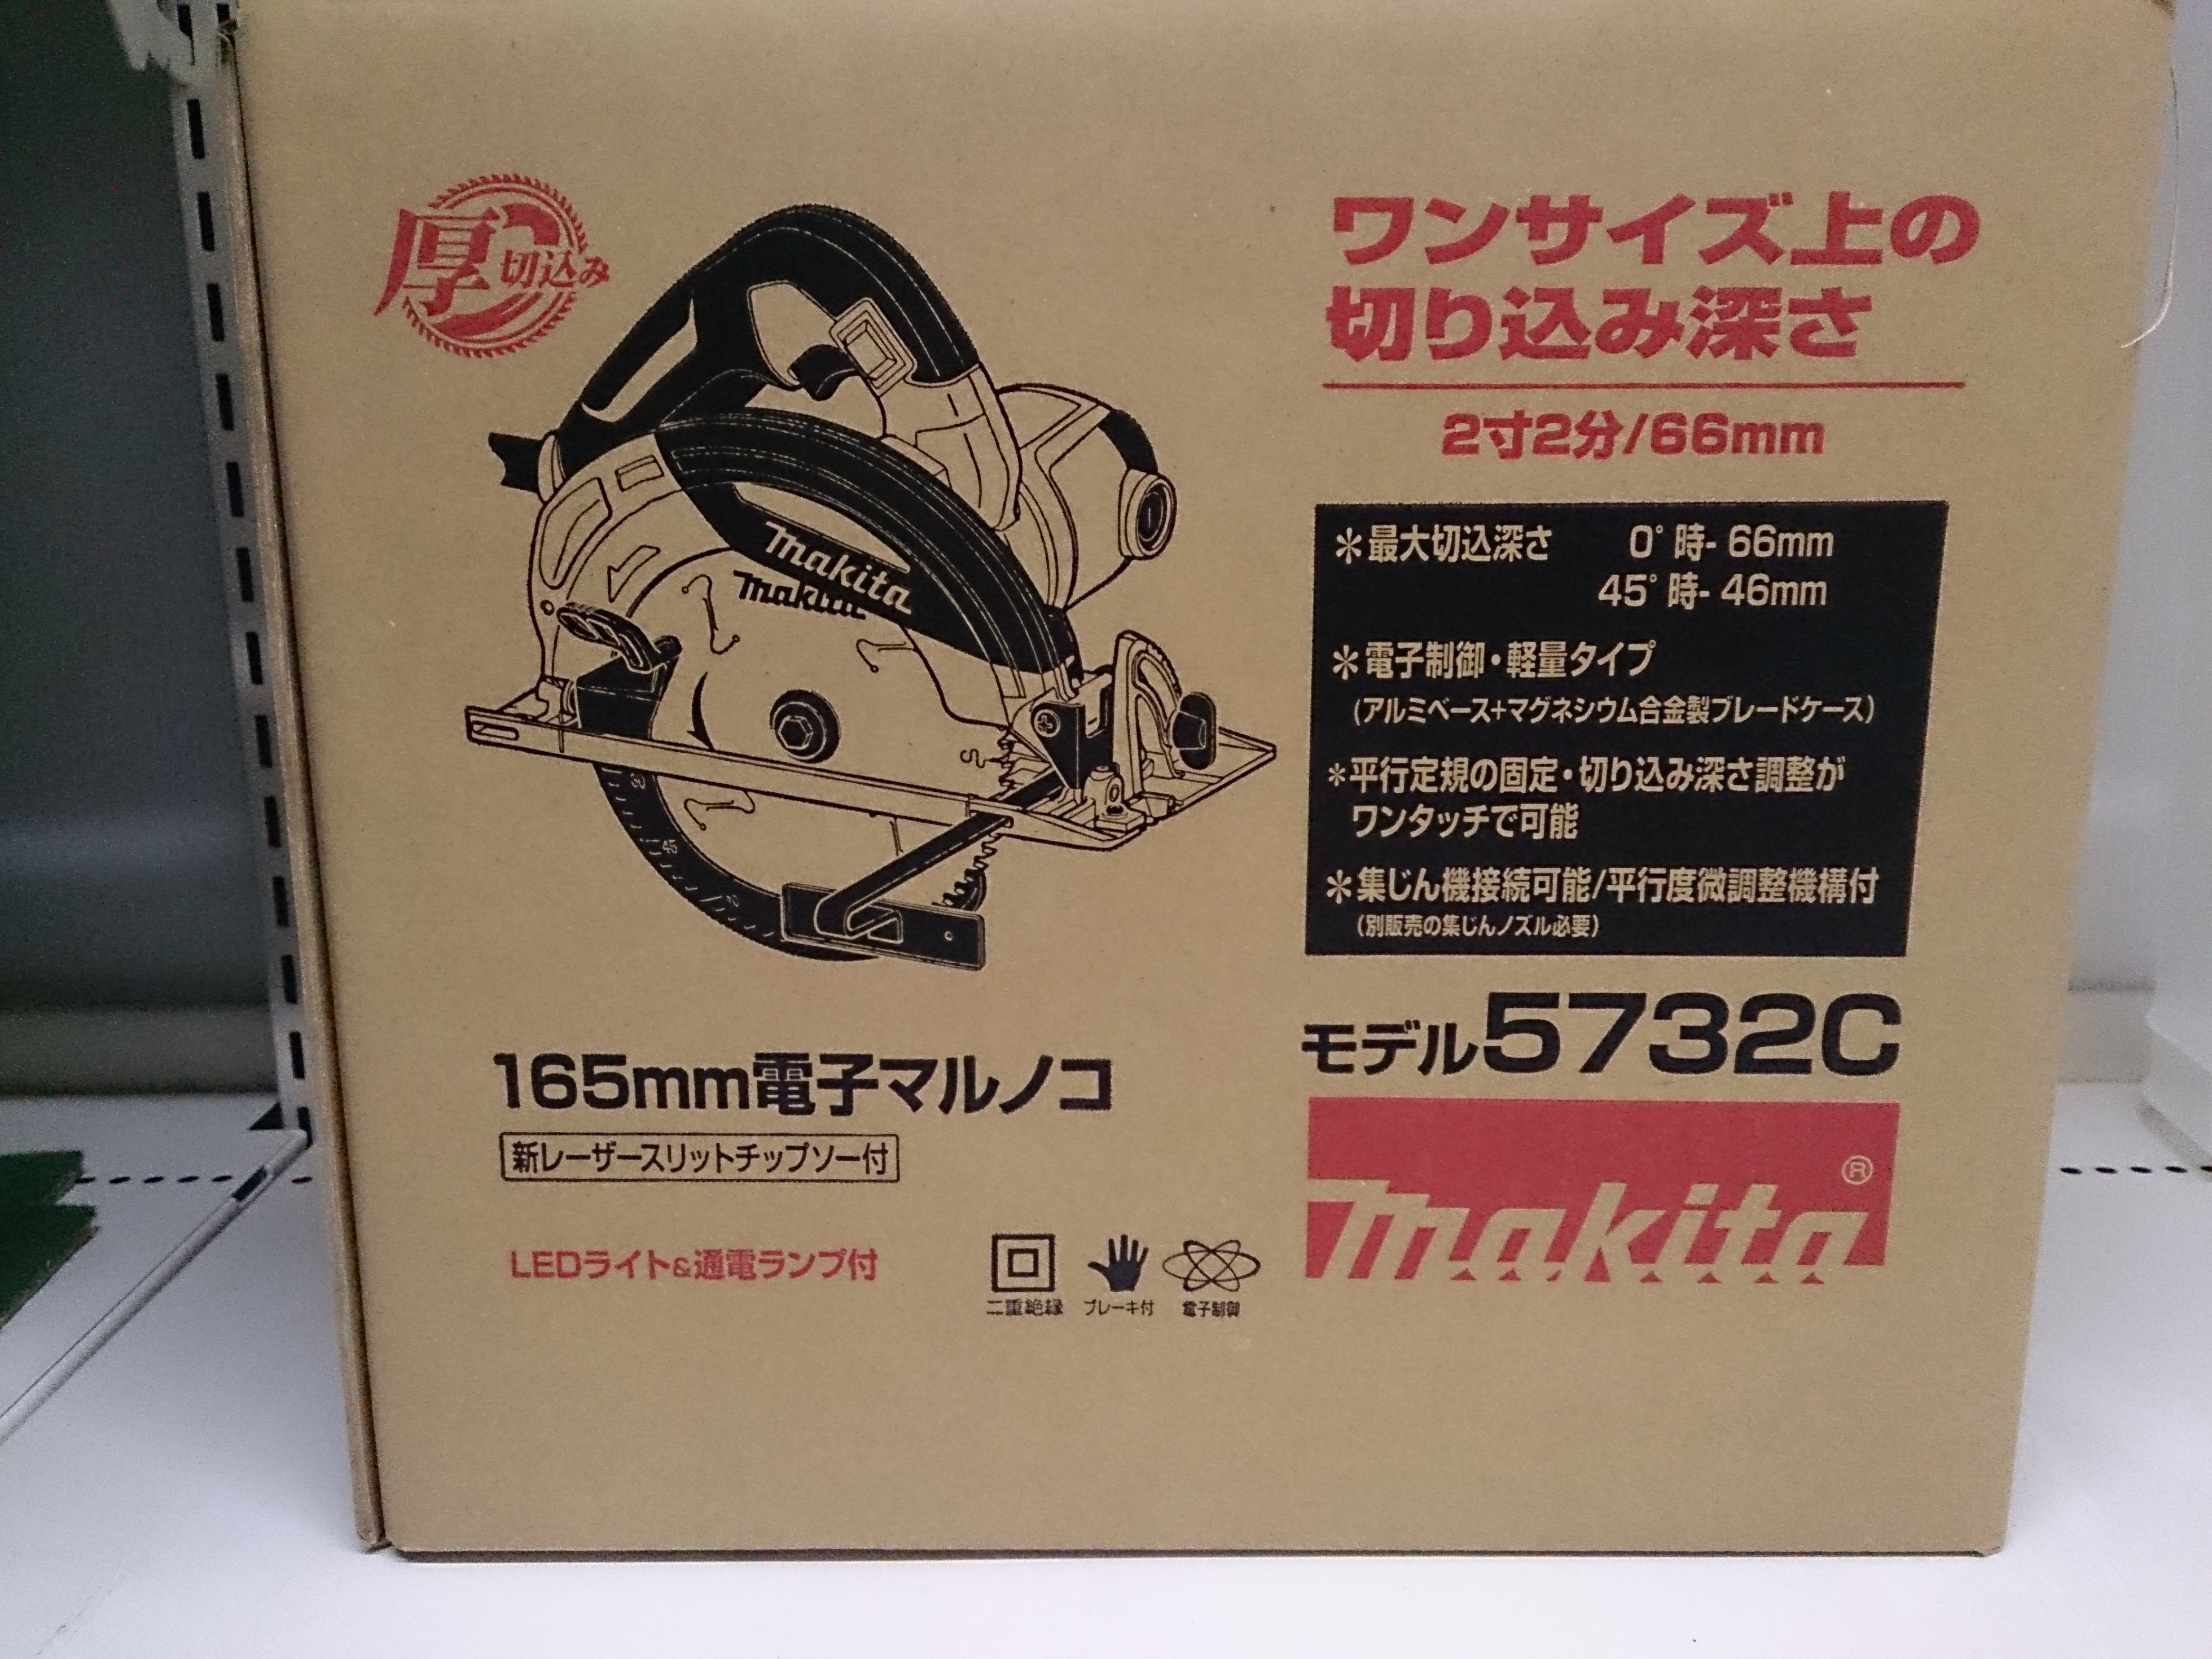 厚切込み
ワンサイズ上の
切り込み深さ
2寸2分/66mm
makita
makita
45
*最大切込深さ 0°時-66mm
45°時-46mm
*電子制御・軽量タイプ
(アルミベース+マグネシウム合金製ブレードケース)
*平行定規の固定・切り込み深さ調整が
ワンタッチで可能
*集じん機接続可能/平行度微調整機構付
(別販売の集じんノズル必要)
165mm電子マルノコ
新レーザースリットチップソー付
LEDライト&通電ランプ付
二重絶縁 ブレーキ付 電子制御
モデル5732C
makita®